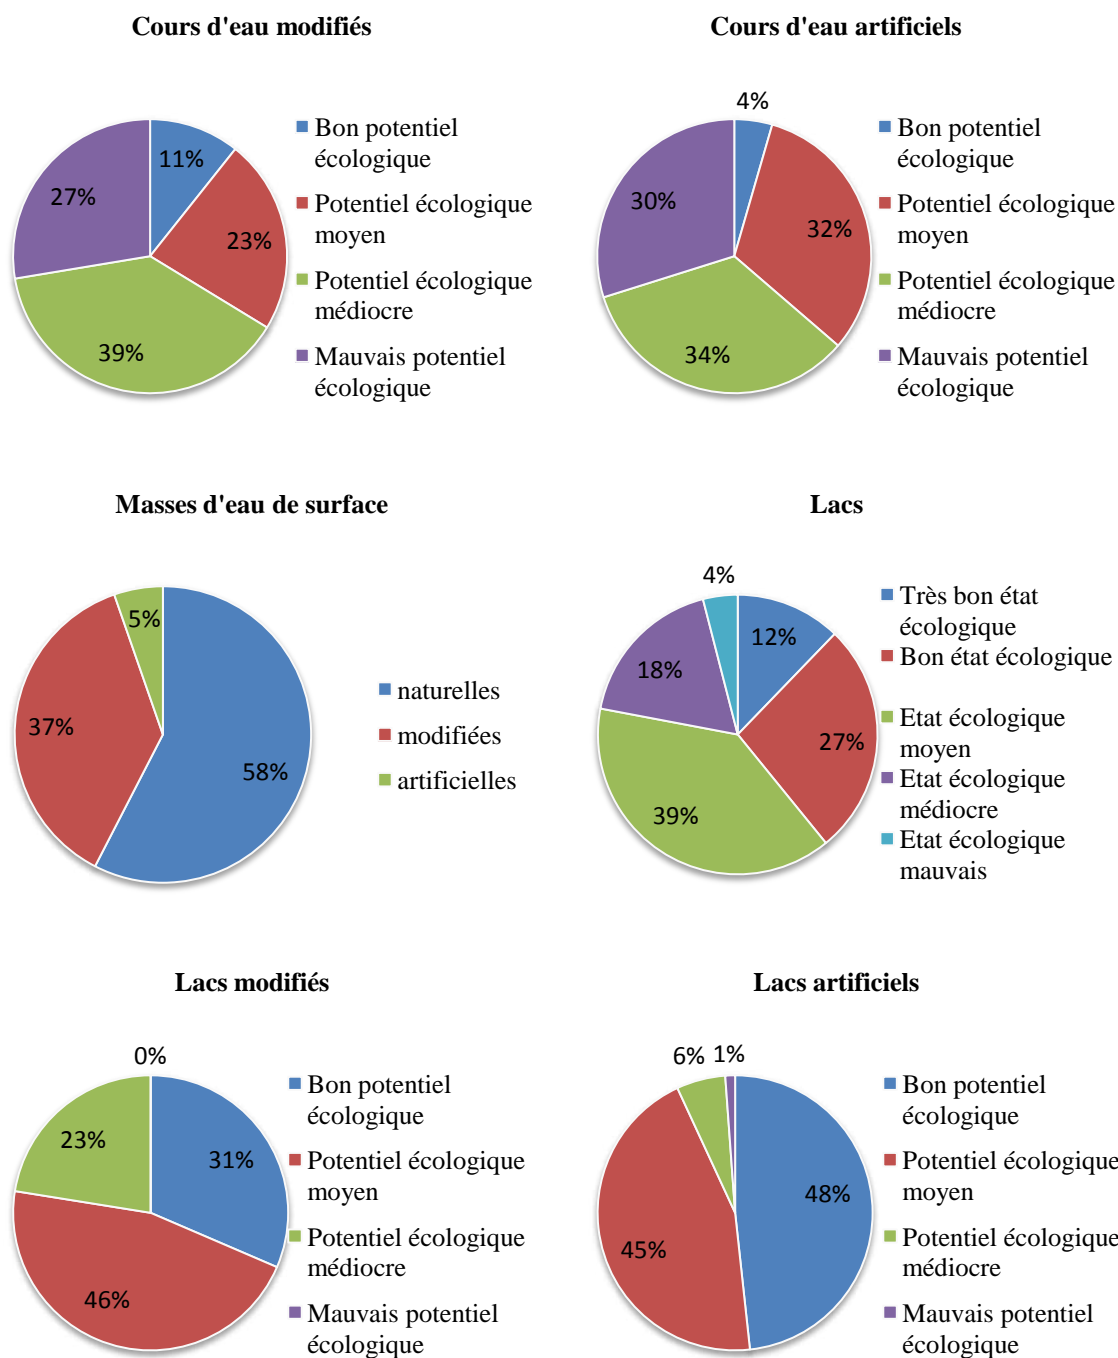 Cours d'eau modifiés
11%
23%
39%
27%
Bon potentiel
écologique
Potentiel écologique
moyen
Potentiel écologique
médiocre
Mauvais potentiel
écologique
Cours d'eau artificiels
4%
32%
34%
30%
Bon potentiel
écologique
Potentiel écologique
moyen
Potentiel écologique
médiocre
Mauvais potentiel
écologique
Masses d'eau de surface
5%
37%
58%
naturelles
modifiées
artificielles
Lacs
4%
12%
18%
27%
39%
Très bon état
écologique
Bon état écologique
Etat écologique
moyen
Etat écologique
médiocre
Etat écologique
mauvais
Lacs modifiés
0%
23%
31%
46%
Bon potentiel
écologique
Potentiel écologique
moyen
Potentiel écologique
médiocre
Mauvais potentiel
écologique
Lacs artificiels
6%
1%
48%
45%
Bon potentiel
écologique
Potentiel écologique
moyen
Potentiel écologique
médiocre
Mauvais potentiel
écologique